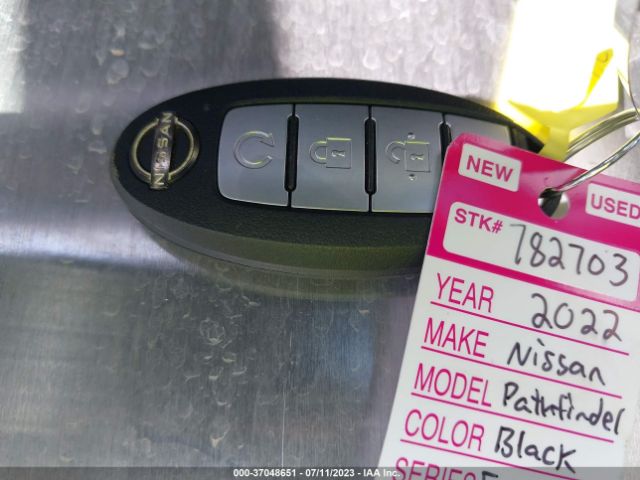 NISSAN
NEW
USED
STK# 782703
YEAR 2022
MAKE Nissan
MODEL Pathfinder
COLOR Black
SERIES
000-37048651 - 07/11/2023 - IAA Inc.